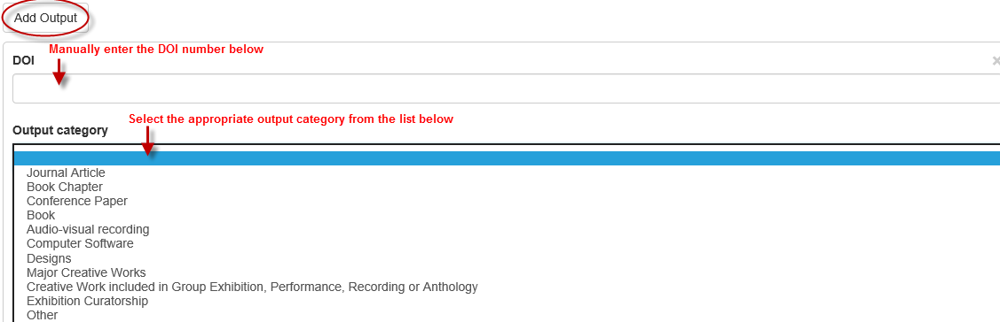 Add Output
Manually enter the DOI number below
DOI
Select the appropriate output category from the list below
Output category
Journal Article
Book Chapter
Conference Paper
Book
Audio-visual recording
Computer Software
Designs
Major Creative Works
Creative Work included in Group Exhibition, Performance, Recording or Anthology
Exhibition Curatorship
Other